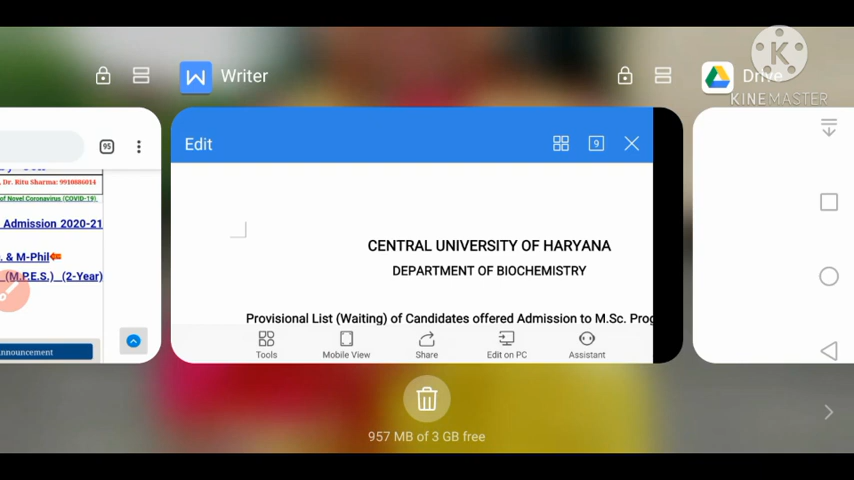 Writer
Drive
KINEMASTER
95
Dr. Ritu Sharma: 9910886014
of Novel Coronavirus (COVID-19)
Admission 2020-21
. & M-Phil
(M.P.E.S.) (2-Year)
nnouncement
Edit
9
CENTRAL UNIVERSITY OF HARYANA
DEPARTMENT OF BIOCHEMISTRY
Provisional List (Waiting) of Candidates offered Admission to M.Sc. Prog
Tools
Mobile View
Share
Edit on PC
Assistant
957 MB of 3 GB free